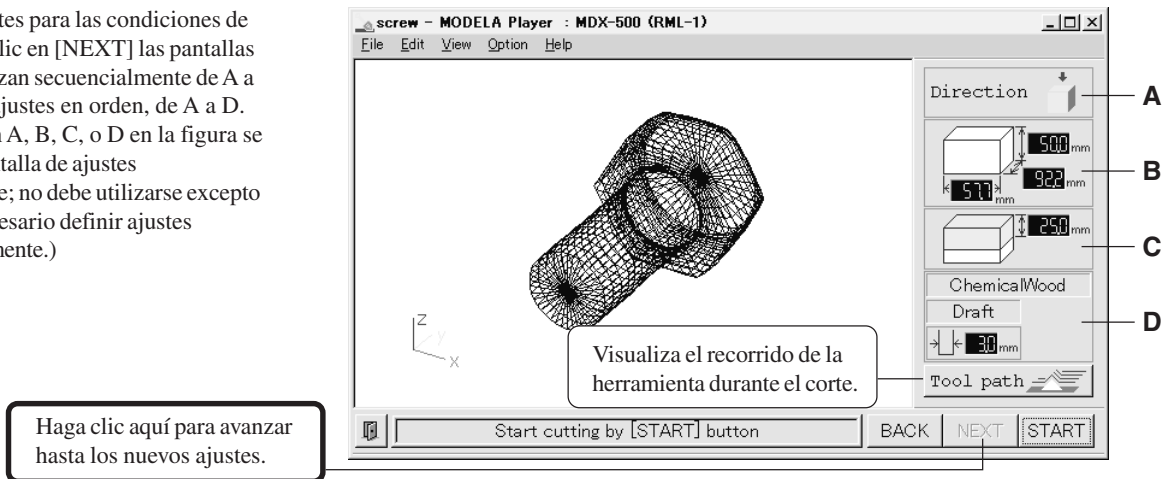 tes para las condiciones de
lic en [NEXT] las pantallas
zan secuencialmente de A a
justes en orden, de A a D.
n A, B, C, o D en la figura se
ntalla de ajustes
e; no debe utilizarse excepto
esario definir ajustes
mente.)
screw - MODELA Player : MDX-500 (RML-1)
File Edit View Option Help
Direction
A
50.0 mm
92.2 mm
57.7 mm
B
25.0 mm
C
ChemicalWood
Draft
3.0 mm
D
Tool path
Z
Y
X
Visualiza el recorrido de la
herramienta durante el corte.
Start cutting by [START] button
BACK NEXT START
Haga clic aquí para avanzar
hasta los nuevos ajustes.